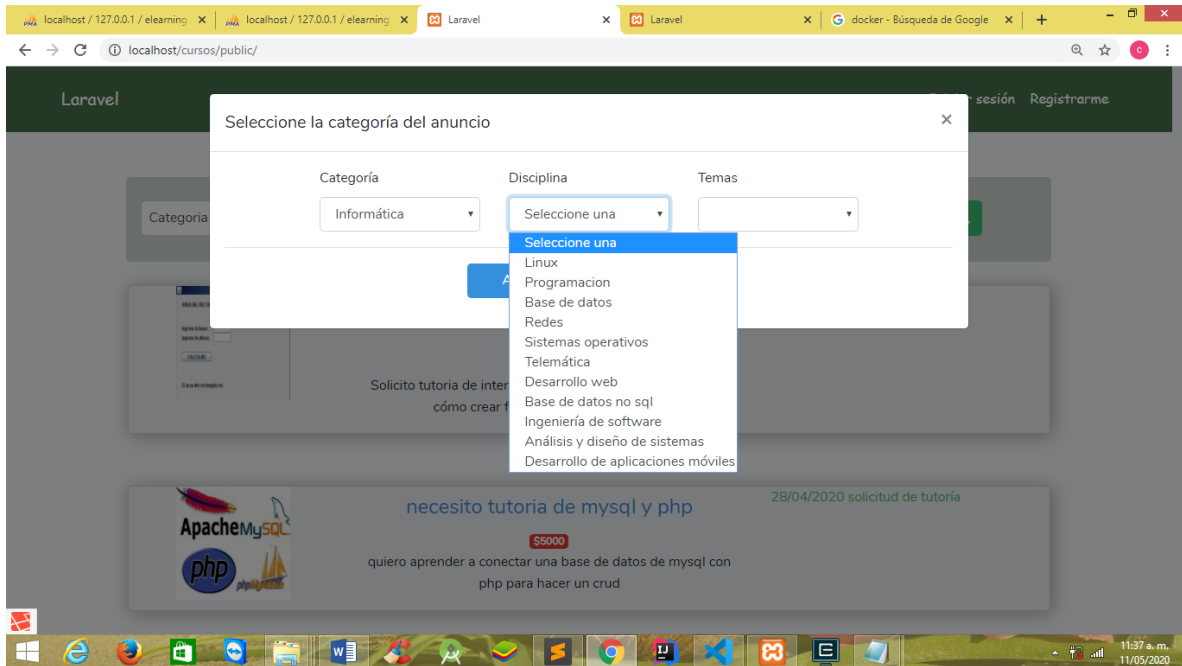 localhost / 127.0.0.1 / elearning
localhost / 127.0.0.1 / elearning
Laravel
Laravel
docker - Búsqueda de Google
localhost/cursos/public/
Laravel
sesión
Registrarme
Seleccione la categoría del anuncio
Categoría
Disciplina
Temas
Categoria
Informática
Seleccione una
Seleccione una
Linux
Programacion
Base de datos
Redes
Sistemas operativos
Telemática
Desarrollo web
Base de datos no sql
Ingeniería de software
Análisis y diseño de sistemas
Desarrollo de aplicaciones móviles
CALCULAR
Solicito tutoria de inter
cómo crear f
necesito tutoria de mysql y php
28/04/2020 solicitud de tutoría
$5000
quiero aprender a conectar una base de datos de mysql con
php para hacer un crud
Apache MySQL
php
phpMyAdmin
11:37 a. m.
11/05/2020